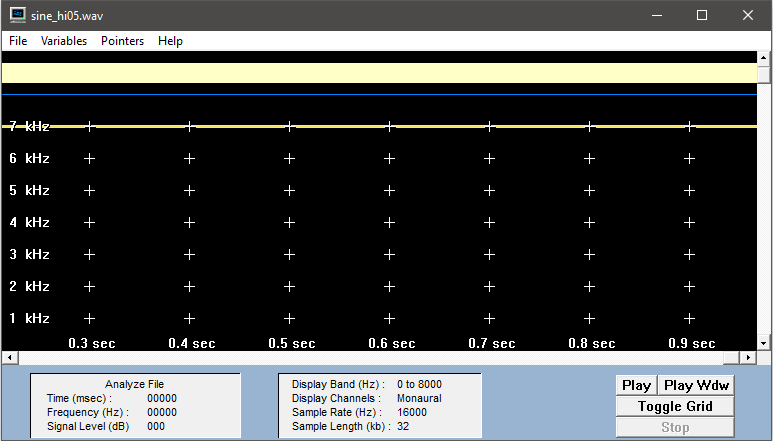 sine_hi05.wav
File Variables Pointers Help
7 kHz
6 kHz
5 kHz
4 kHz
3 kHz
2 kHz
1 kHz
0.3 sec 0.4 sec 0.5 sec 0.6 sec 0.7 sec 0.8 sec 0.9 sec
Analyze File
Time (msec) : 00000
Frequency (Hz) : 00000
Signal Level (dB) 000
Display Band (Hz) : 0 to 8000
Display Channels : Monaural
Sample Rate (Hz) : 16000
Sample Length (kb) : 32
Play Play Wdw
Toggle Grid
Stop